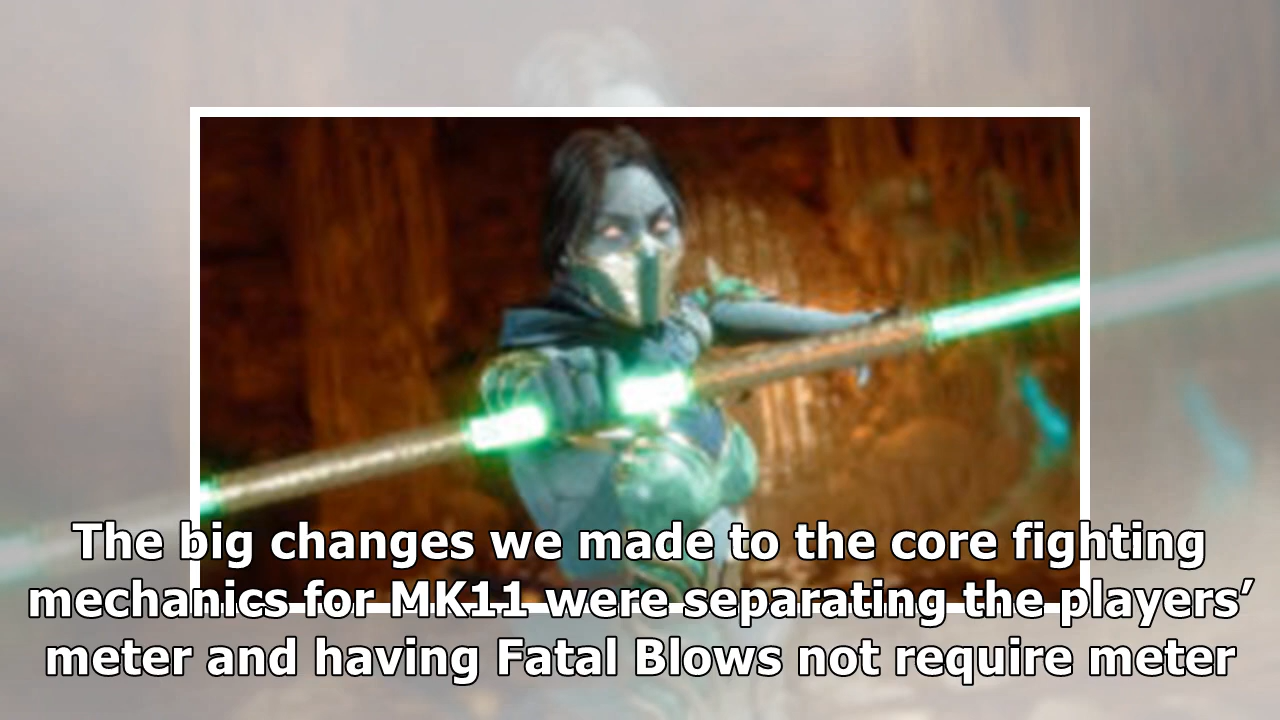 The big changes we made to the core fighting
mechanics for MK11 were separating the players’
meter and having Fatal Blows not require meter